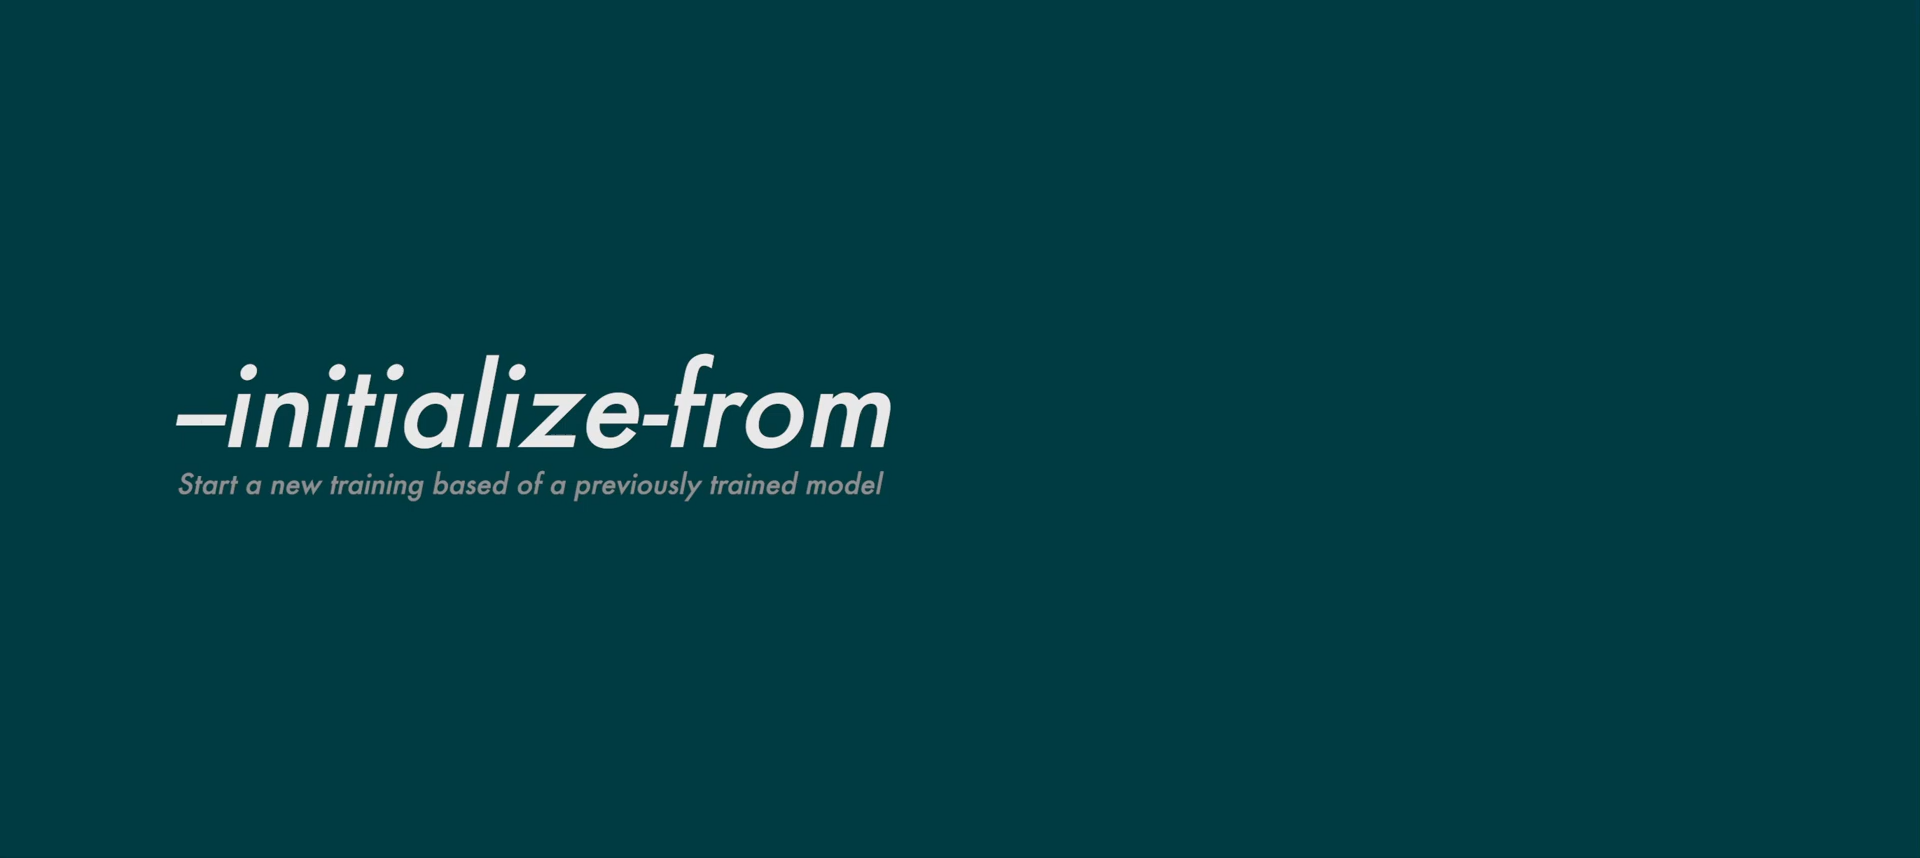 –initialize-from
Start a new training based of a previously trained model